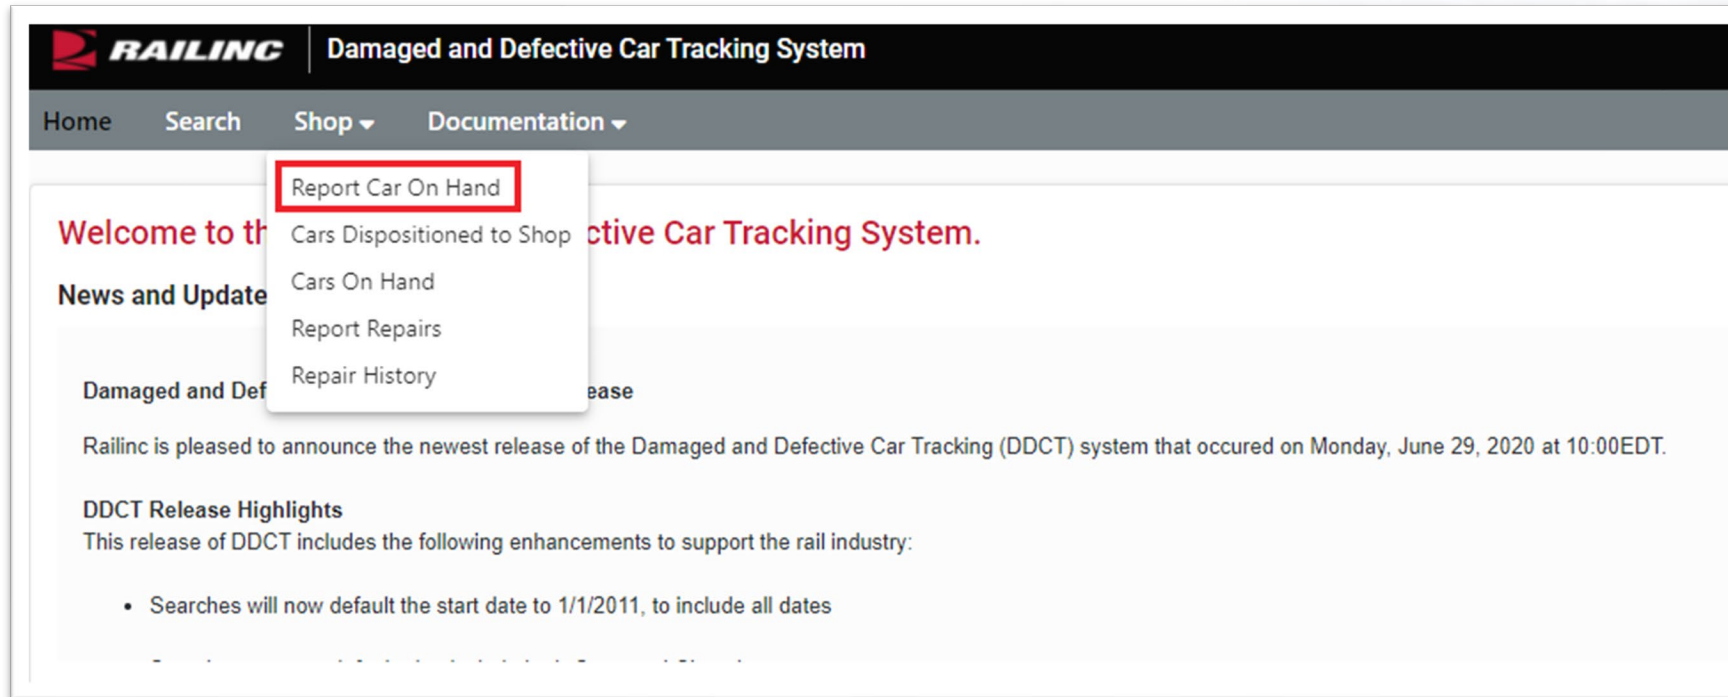 RAILINC
Damaged and Defective Car Tracking System
Home Search Shop Documentation
Report Car On Hand
Cars Dispositioned to Shop
Cars On Hand
Report Repairs
Repair History
Welcome to th ctive Car Tracking System.
News and Update
Damaged and Def ease
Railinc is pleased to announce the newest release of the Damaged and Defective Car Tracking (DDCT) system that occured on Monday, June 29, 2020 at 10:00EDT.
DDCT Release Highlights
This release of DDCT includes the following enhancements to support the rail industry:
• Searches will now default the start date to 1/1/2011, to include all dates